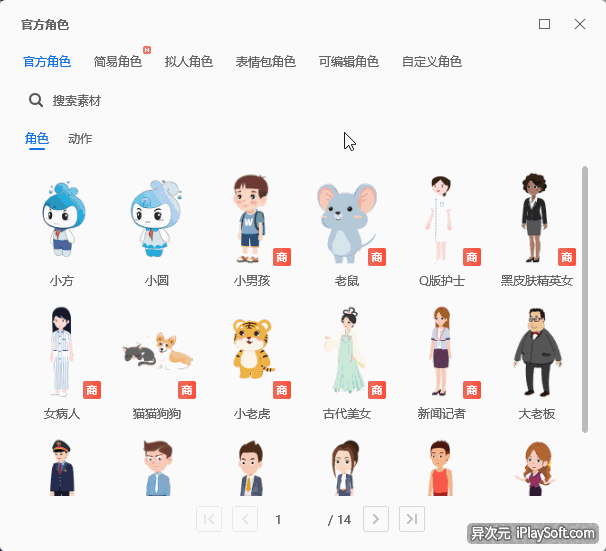 官方角色
官方角色 简易角色 N 拟人角色 表情包角色 可编辑角色 自定义角色
搜索素材
角色 动作
商 商 商 商
小方 小圆 小男孩 老鼠 Q版护士 黑皮肤精英女
商 商 商 商 商
女病人 猫猫狗狗 小老虎 古代美女 新闻记者 大老板
1 / 14
异次元 iPlaySoft.com